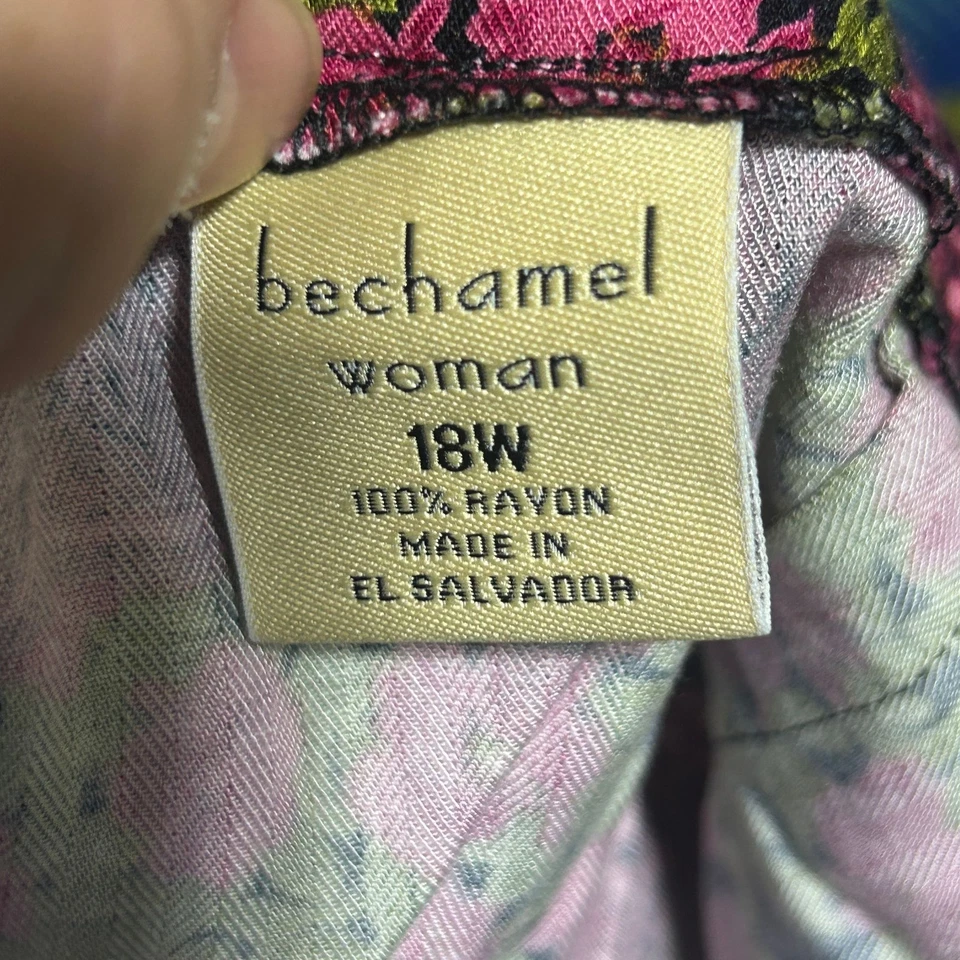 bechamel
woman
18W
100% RAYON
MADE IN
EL SALVADOR